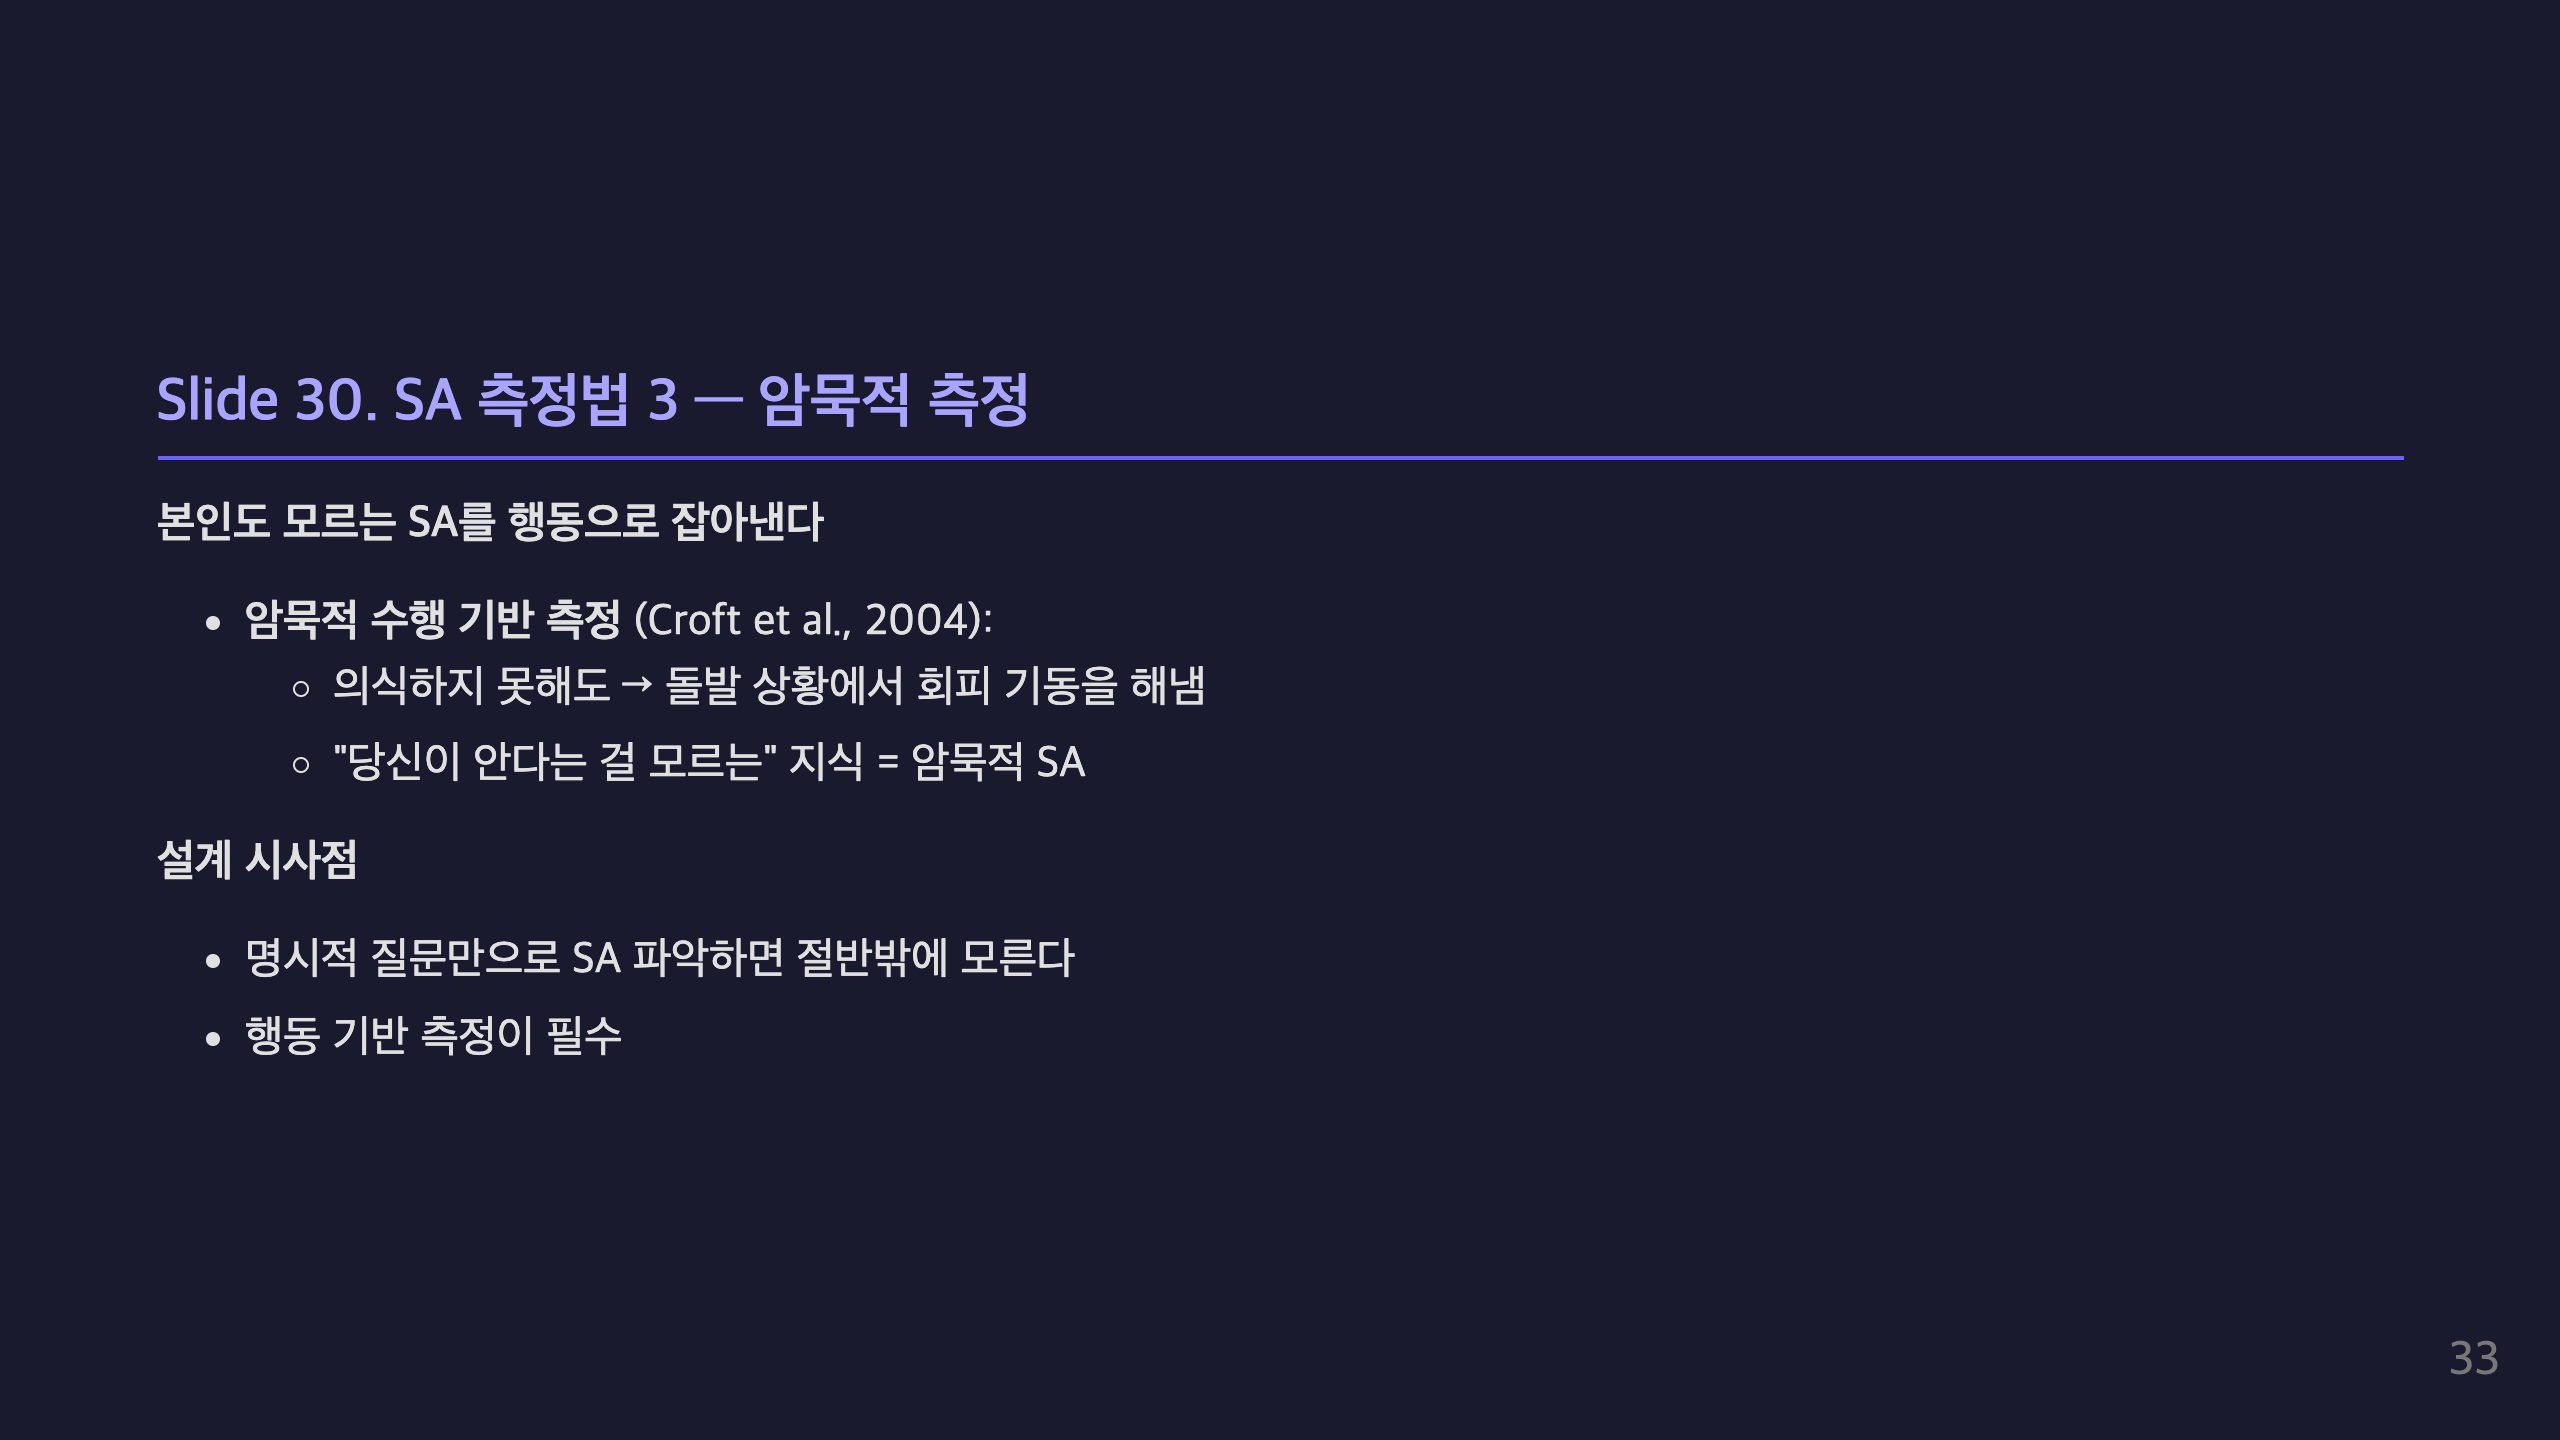 Slide 30. SA 측정법 3 — 암묵적 측정
본인도 모르는 SA를 행동으로 잡아낸다
• 암묵적 수행 기반 측정 (Croft et al., 2004):
○ 의식하지 못해도 → 돌발 상황에서 회피 기동을 해냄
○ "당신이 안다는 걸 모르는" 지식 = 암묵적 SA
설계 시사점
• 명시적 질문만으로 SA 파악하면 절반밖에 모른다
• 행동 기반 측정이 필수
33